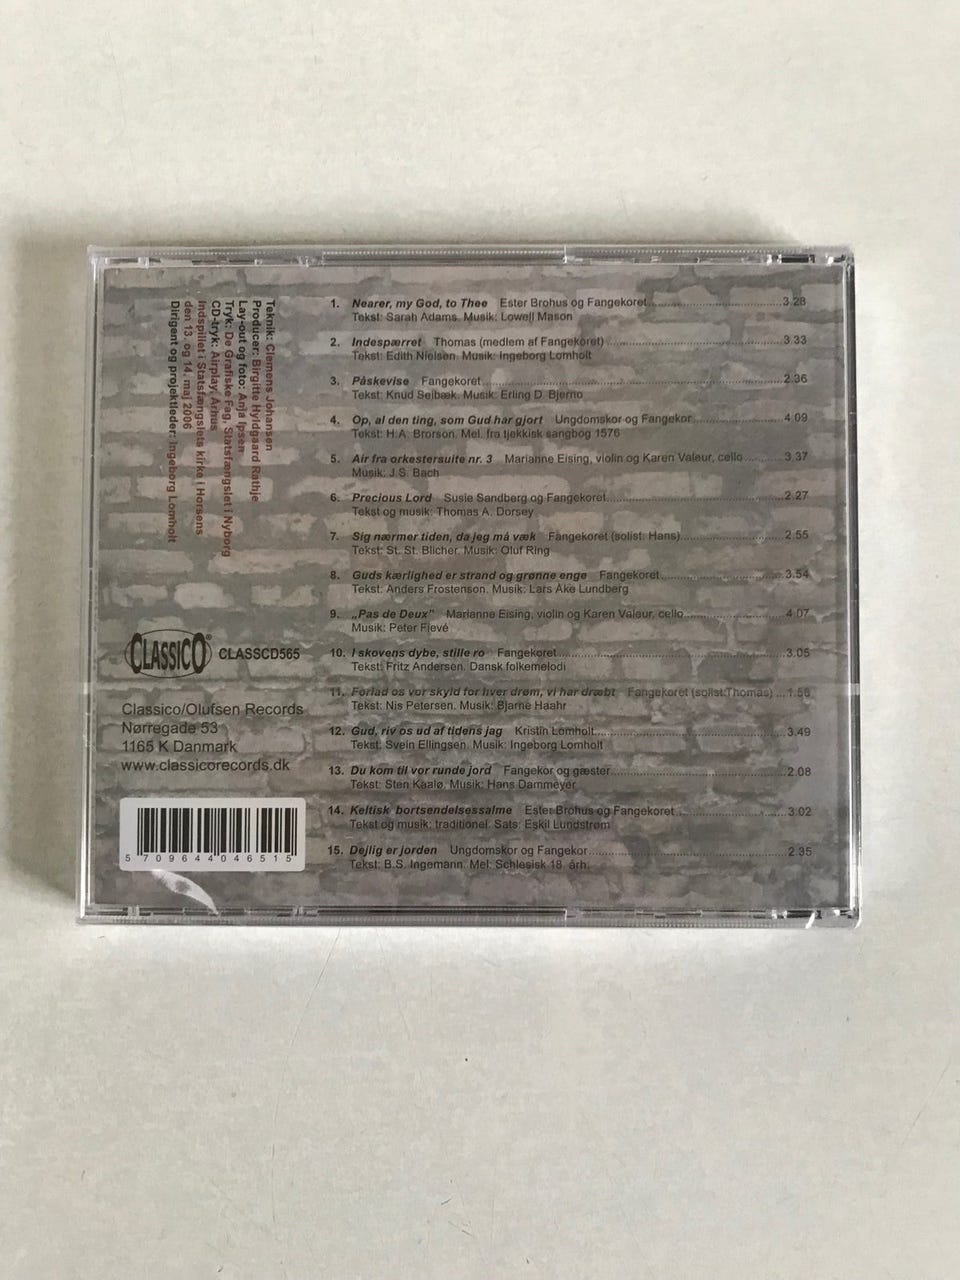 1. Nearer, my God, to Thee Ester Brohus og Fangekoret 3.28
Tekst: Sarah Adams. Musik: Lowell Mason
2. Indespærret Thomas (medlem af Fangekoret) 3.33
Tekst: Edith Nielsen. Musik: Ingeborg Lomholt
3. Påskevise Fangekoret 2.36
Tekst: Knud Selbæk. Musik: Erling D. Bjerno
4. Op, al den ting, som Gud har gjort Ungdomskor og Fangekor 4.09
Tekst: H.A. Brorson. Mel. fra tjekkisk sangbog 1576
5. Air fra orkestersuite nr. 3 Marianne Eising, violin og Karen Valeur, cello 3.37
Musik: J.S. Bach
6. Precious Lord Susie Sandberg og Fangekoret 2.27
Tekst og musik: Thomas A. Dorsey
7. Sig nærmer tiden, da jeg må væk Fangekoret (solist: Hans) 2.55
Tekst: St. St. Blicher. Musik: Oluf Ring
8. Guds kærlighed er strand og grønne enge Fangekoret 3.54
Tekst: Anders Frostenson. Musik: Lars Åke Lundberg
9. „Pas de Deux" Marianne Eising, violin og Karen Valeur, cello 4.07
Musik: Peter Fjevé
10. I skovens dybe, stille ro Fangekoret 3.05
Tekst: Fritz Andersen. Dansk folkemelodi
11. Forlad os vor skyld for hver drøm, vi har dræbt Fangekoret (solist:Thomas) 1.56
Tekst: Nis Petersen. Musik: Bjarne Haahr
12. Gud, riv os ud af tidens jag Kristin Lomholt 3.49
Tekst: Svein Ellingsen. Musik: Ingeborg Lomholt
13. Du kom til vor runde jord Fangekor og gæster 2.08
Tekst: Sten Kaalø. Musik: Hans Dammeyer
14. Keltisk bortsendelsessalme Ester Brohus og Fangekoret 3.02
Tekst og musik: traditionel. Sats: Eskil Lundstrøm
15. Dejlig er jorden Ungdomskor og Fangekor 2.35
Tekst: B.S. Ingemann. Mel: Schlesisk 18. årh.
Teknik: Clemens Johansen
Producer: Birgitte Hyldgaard Rathje
Lay-out og foto: Anja Ipsen
Tryk: De Grafiske Fag, Statsfængslet i Nyborg
CD-tryk: Airplay, Århus
Indspillet i Statsfængslets kirke i Horsens
den 13. og 14. maj 2006
Dirigent og projektleder: Ingeborg Lomholt
CLASSICO® CLASSCD565
Classico/Olufsen Records
Nørregade 53
1165 K Danmark
www.classicorecords.dk
5 709644 046515